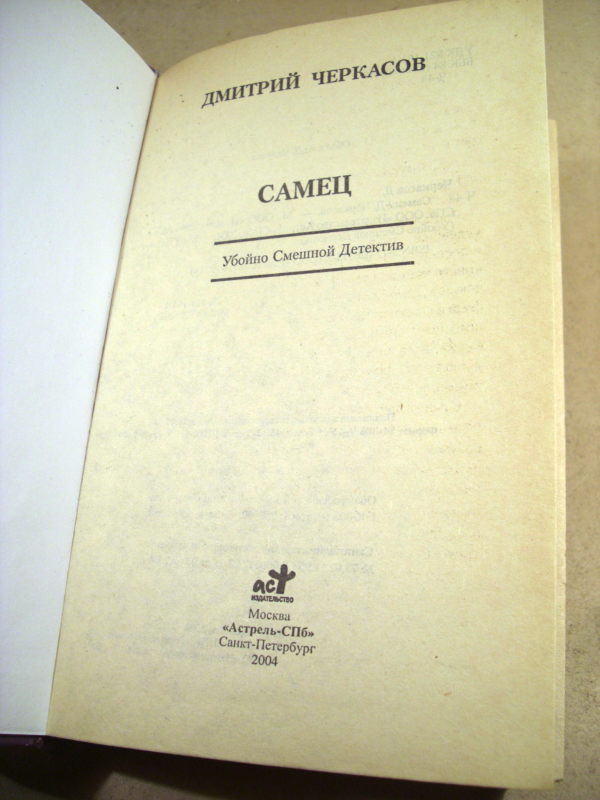 ДМИТРИЙ ЧЕРКАСОВ
САМЕЦ
Убойно Смешной Детектив
аст
ИЗДАТЕЛЬСТВО
Москва
«Астрель-СПб»
Санкт-Петербург
2004